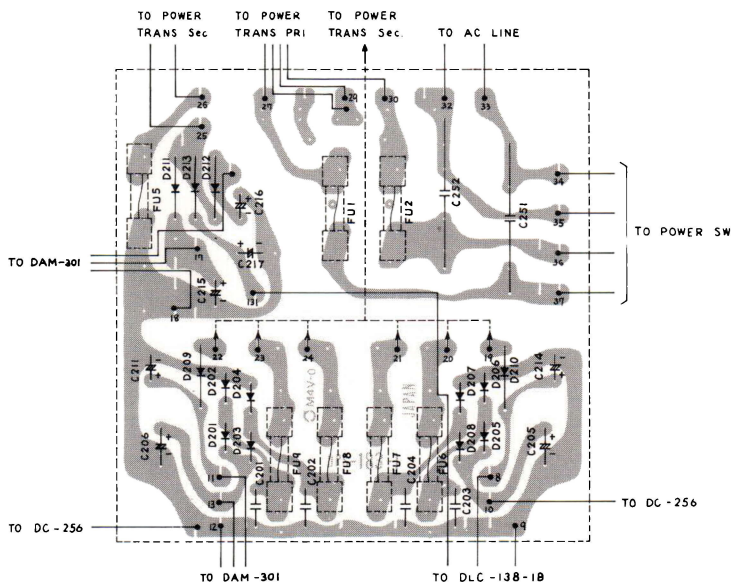 TO POWER
TRANS Sec
TO POWER
TRANS PRI
TO POWER
TRANS Sec.
TO AC LINE
26
27
29
30
32
33
25
D211
D213
D212
FU5
C216
FU1
FU2
C252
C251
34
35
36
37
TO POWER SW
TO DAM-301
C217
C215
131
18
22
23
24
21
20
19
C211
D209
D202
D204
D207
D206
D210
C214
M4V-0
JAPAN
C206
D201
D203
D208
D205
C205
C201
FU9
C202
FU8
FU7
C204
FU6
C203
11
13
12
8
10
9
TO DC-256
TO DC-256
TO DAM-301
TO DLC-138-1B